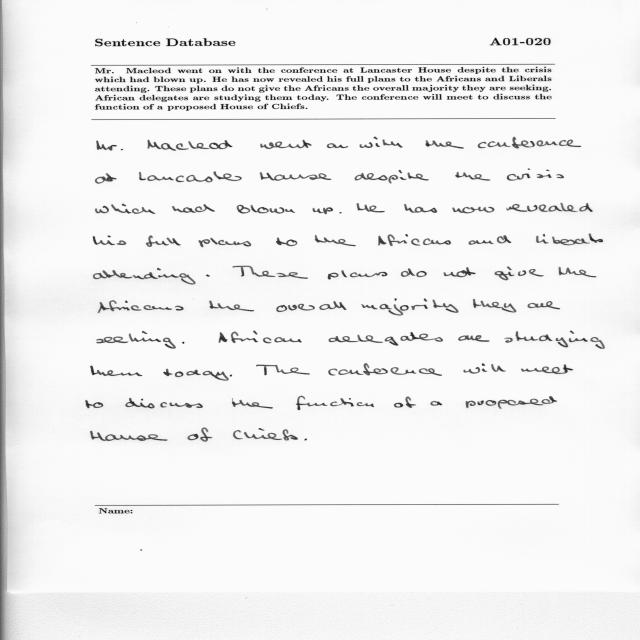 Sentence Database A01-020
Mr. Macleod went on with the conference at Lancaster House despite the crisis
which had blown up. He has now revealed his full plans to the Africans and Liberals
attending. These plans do not give the Africans the overall majority they are seeking.
African delegates are studying them today. The conference will meet to discuss the
function of a proposed House of Chiefs.
Mr. Macleod went on with the conference
at Lancaster House despite the crisis
which had blown up. He has now revealed
his full plans to the Africans and liberals
attending. These plans do not give the
Africans the overall majority they are
seeking. African delegates are studying
them today. The conference will meet
to discuss the function of a proposed
House of Chiefs.
Name: